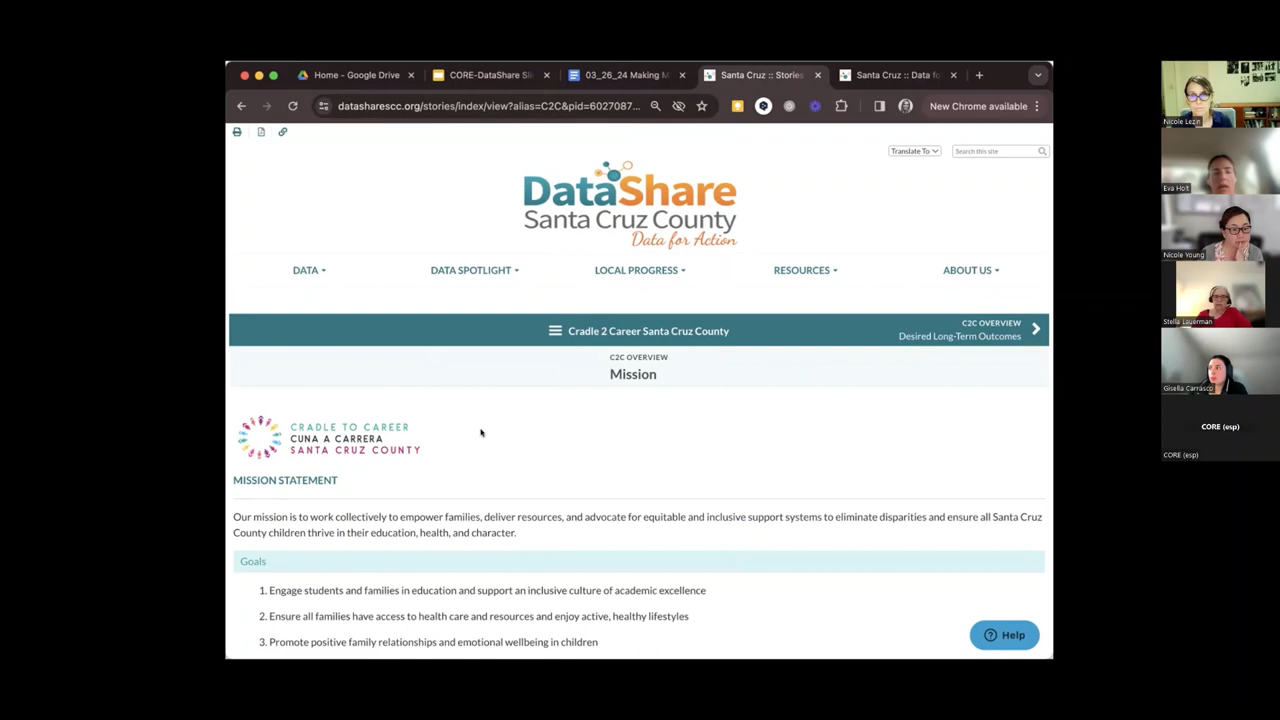 Home - Google Drive
CORE-DataShare Sli
03_26_24 Making M
Santa Cruz :: Stories
Santa Cruz :: Data fo
datasharescc.org/stories/index/view?alias=C2C&pid=6027087...
New Chrome available
Translate To
Search this site
DataShare
Santa Cruz County
Data for Action
DATA
DATA SPOTLIGHT
LOCAL PROGRESS
RESOURCES
ABOUT US
Cradle 2 Career Santa Cruz County
C2C OVERVIEW
Desired Long-Term Outcomes
C2C OVERVIEW
Mission
CRADLE TO CAREER
CUNA A CARRERA
SANTA CRUZ COUNTY
MISSION STATEMENT
Our mission is to work collectively to empower families, deliver resources, and advocate for equitable and inclusive support systems to eliminate disparities and ensure all Santa Cruz
County children thrive in their education, health, and character.
Goals
1. Engage students and families in education and support an inclusive culture of academic excellence
2. Ensure all families have access to health care and resources and enjoy active, healthy lifestyles
3. Promote positive family relationships and emotional wellbeing in children
Help
Nicole Lezin
Eva Holt
Nicole Young
Stella Lauerman
Gisella Carrasco
CORE (esp)
CORE (esp)